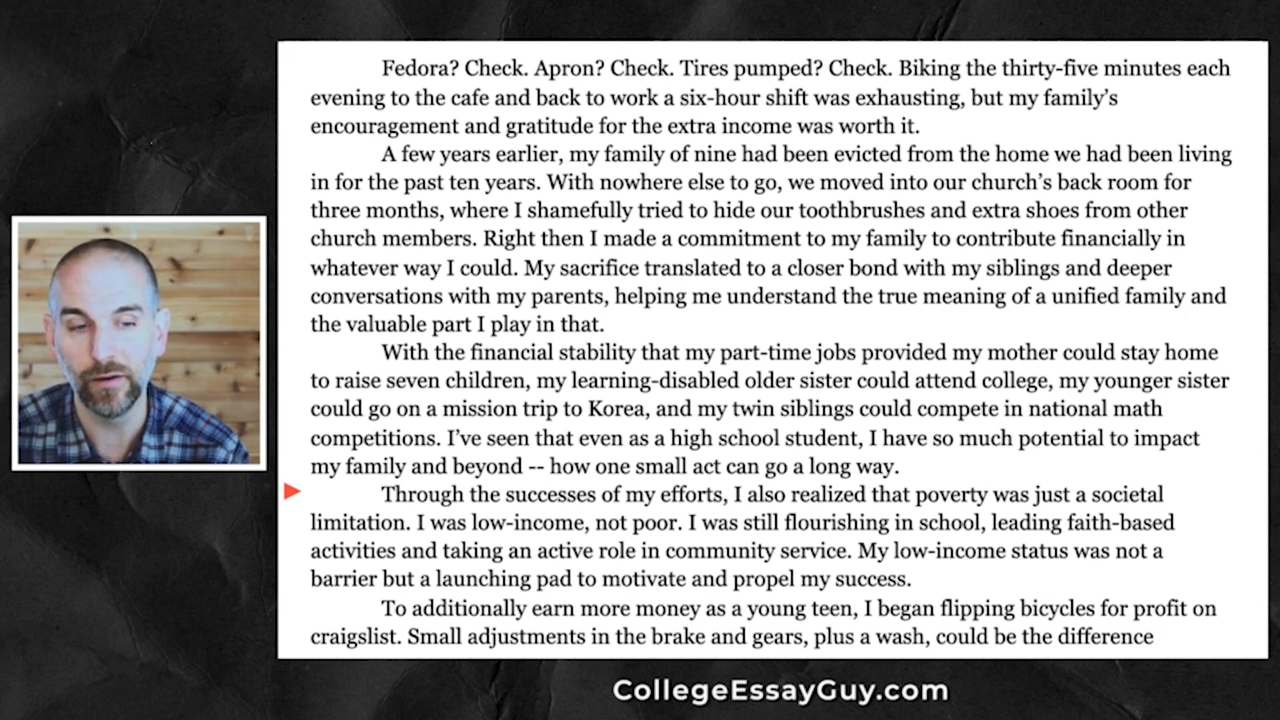 Fedora? Check. Apron? Check. Tires pumped? Check. Biking the thirty-five minutes each
evening to the cafe and back to work a six-hour shift was exhausting, but my family’s
encouragement and gratitude for the extra income was worth it.
A few years earlier, my family of nine had been evicted from the home we had been living
in for the past ten years. With nowhere else to go, we moved into our church’s back room for
three months, where I shamefully tried to hide our toothbrushes and extra shoes from other
church members. Right then I made a commitment to my family to contribute financially in
whatever way I could. My sacrifice translated to a closer bond with my siblings and deeper
conversations with my parents, helping me understand the true meaning of a unified family and
the valuable part I play in that.
With the financial stability that my part-time jobs provided my mother could stay home
to raise seven children, my learning-disabled older sister could attend college, my younger sister
could go on a mission trip to Korea, and my twin siblings could compete in national math
competitions. I’ve seen that even as a high school student, I have so much potential to impact
my family and beyond -- how one small act can go a long way.
Through the successes of my efforts, I also realized that poverty was just a societal
limitation. I was low-income, not poor. I was still flourishing in school, leading faith-based
activities and taking an active role in community service. My low-income status was not a
barrier but a launching pad to motivate and propel my success.
To additionally earn more money as a young teen, I began flipping bicycles for profit on
craigslist. Small adjustments in the brake and gears, plus a wash, could be the difference
CollegeEssayGuy.com